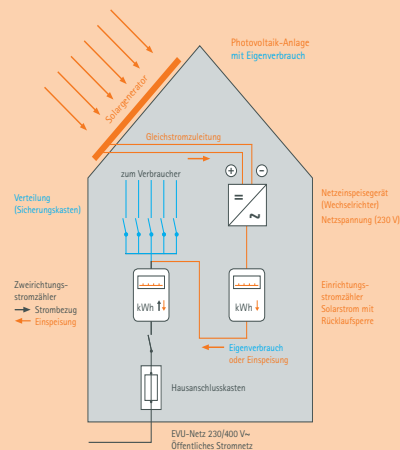 Photovoltaik-Anlage
mit Eigenverbrauch
Solargenerator
Gleichstromzuleitung
zum Verbraucher
+ −
Verteilung
(Sicherungskasten)
=
~
Netzeinspeisegerät
(Wechselrichter)
Netzspannung (230 V)
Zweirichtungs-
stromzähler
Strombezug
Einspeisung
kWh
kWh
Einrichtungs-
stromzähler
Solarstrom mit
Rücklaufsperre
Eigenverbrauch
oder Einspeisung
Hausanschlusskasten
EVU-Netz 230/400 V~
Öffentliches Stromnetz